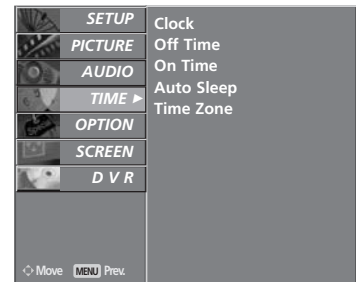 SETUP
PICTURE
AUDIO
TIME ►
OPTION
SCREEN
D V R
Move MENU Prev.
Clock
Off Time
On Time
Auto Sleep
Time Zone